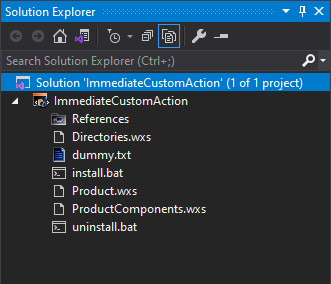 Solution Explorer
Search Solution Explorer (Ctrl+;)
Solution 'ImmediateCustomAction' (1 of 1 project)
ImmediateCustomAction
References
Directories.wxs
dummy.txt
install.bat
Product.wxs
ProductComponents.wxs
uninstall.bat